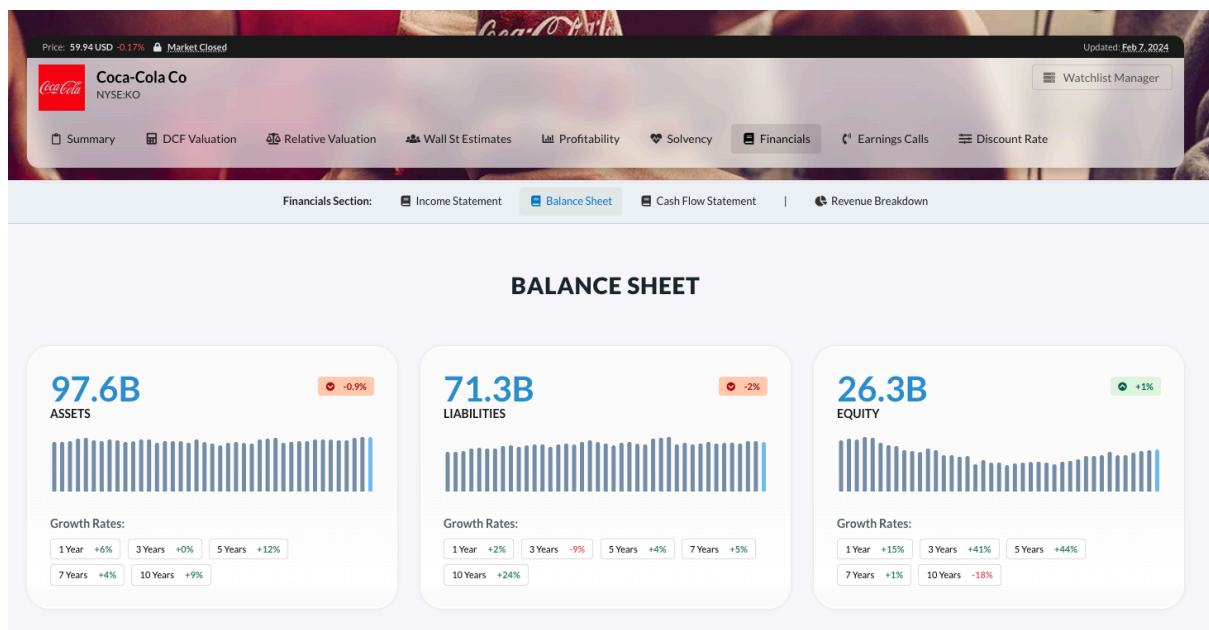 Coca-Cola
Price: 59.94 USD -0.17% Market Closed
Updated: Feb 7, 2024
Coca-Cola
Coca-Cola Co
NYSE:KO
Watchlist Manager
Summary DCF Valuation Relative Valuation Wall St Estimates Profitability Solvency Financials Earnings Calls Discount Rate
Financials Section: Income Statement Balance Sheet Cash Flow Statement | Revenue Breakdown
BALANCE SHEET
97.6B -0.9%
ASSETS
Growth Rates:
1 Year +6% 3 Years +0% 5 Years +12%
7 Years +4% 10 Years +9%
71.3B -2%
LIABILITIES
Growth Rates:
1 Year +2% 3 Years -9% 5 Years +4% 7 Years +5%
10 Years +24%
26.3B +1%
EQUITY
Growth Rates:
1 Year +15% 3 Years +41% 5 Years +44%
7 Years +1% 10 Years -18%